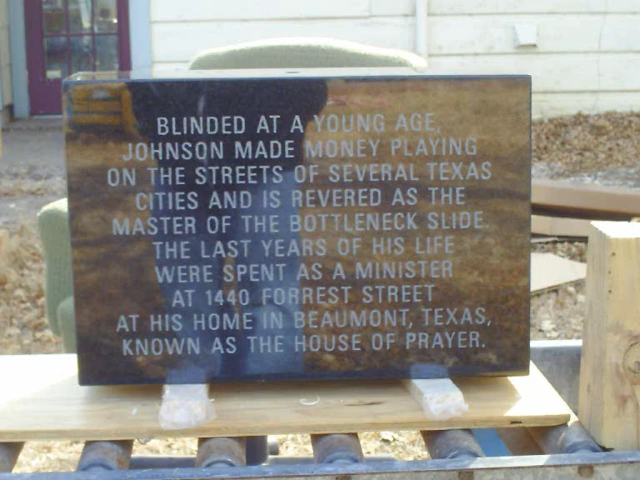 BLINDED AT A YOUNG AGE,
JOHNSON MADE MONEY PLAYING
ON THE STREETS OF SEVERAL TEXAS
CITIES AND IS REVERED AS THE
MASTER OF THE BOTTLENECK SLIDE.
THE LAST YEARS OF HIS LIFE
WERE SPENT AS A MINISTER
AT 1440 FORREST STREET
AT HIS HOME IN BEAUMONT, TEXAS,
KNOWN AS THE HOUSE OF PRAYER.